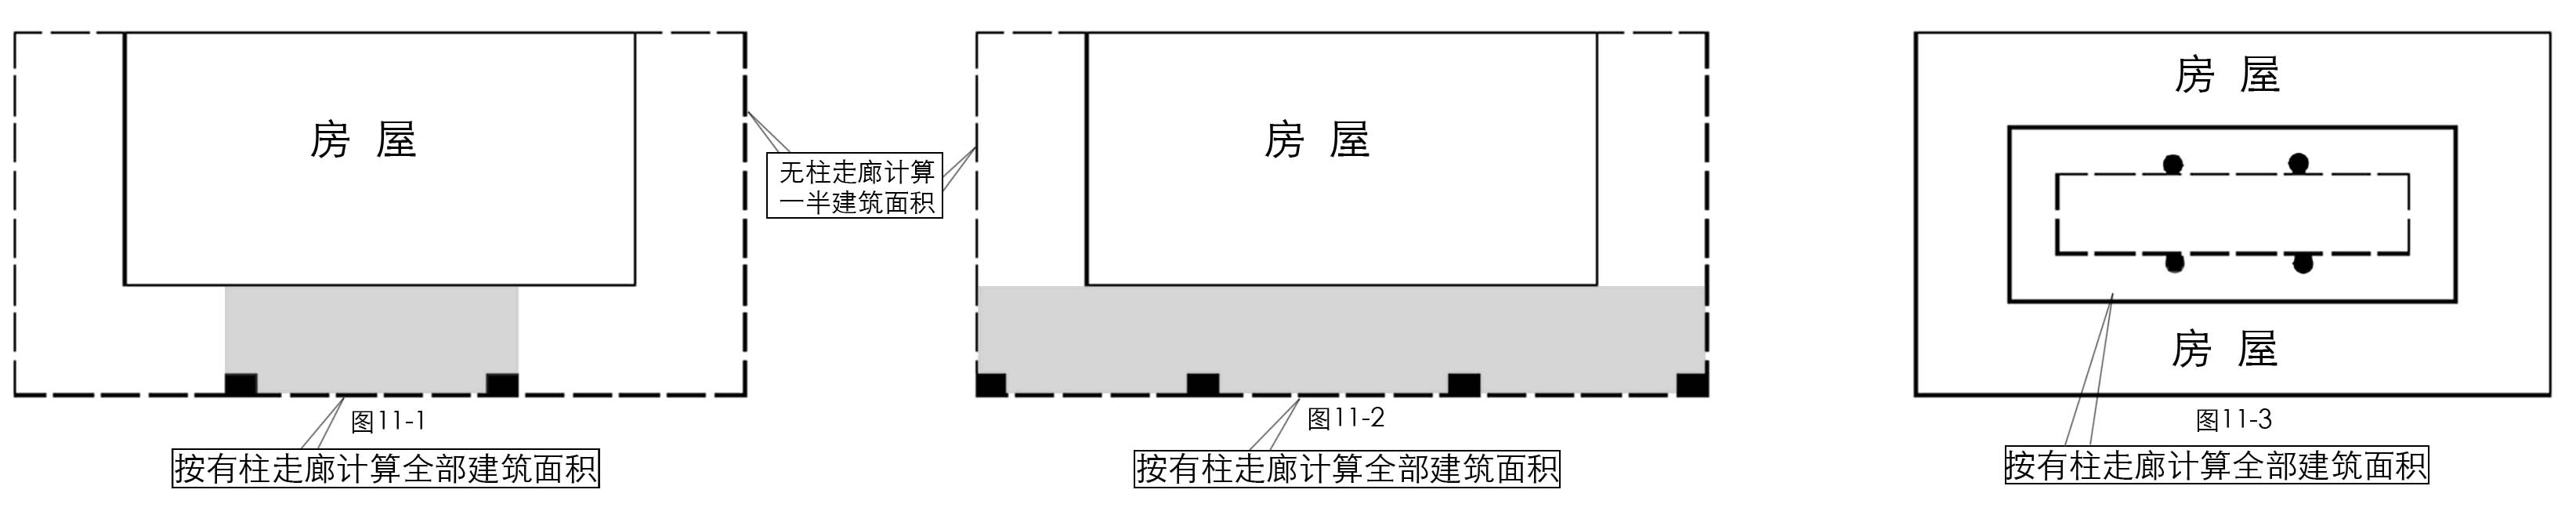 房 屋
无柱走廊计算
一半建筑面积
图11-1
按有柱走廊计算全部建筑面积
房 屋
图11-2
按有柱走廊计算全部建筑面积
房 屋
房 屋
图11-3
按有柱走廊计算全部建筑面积